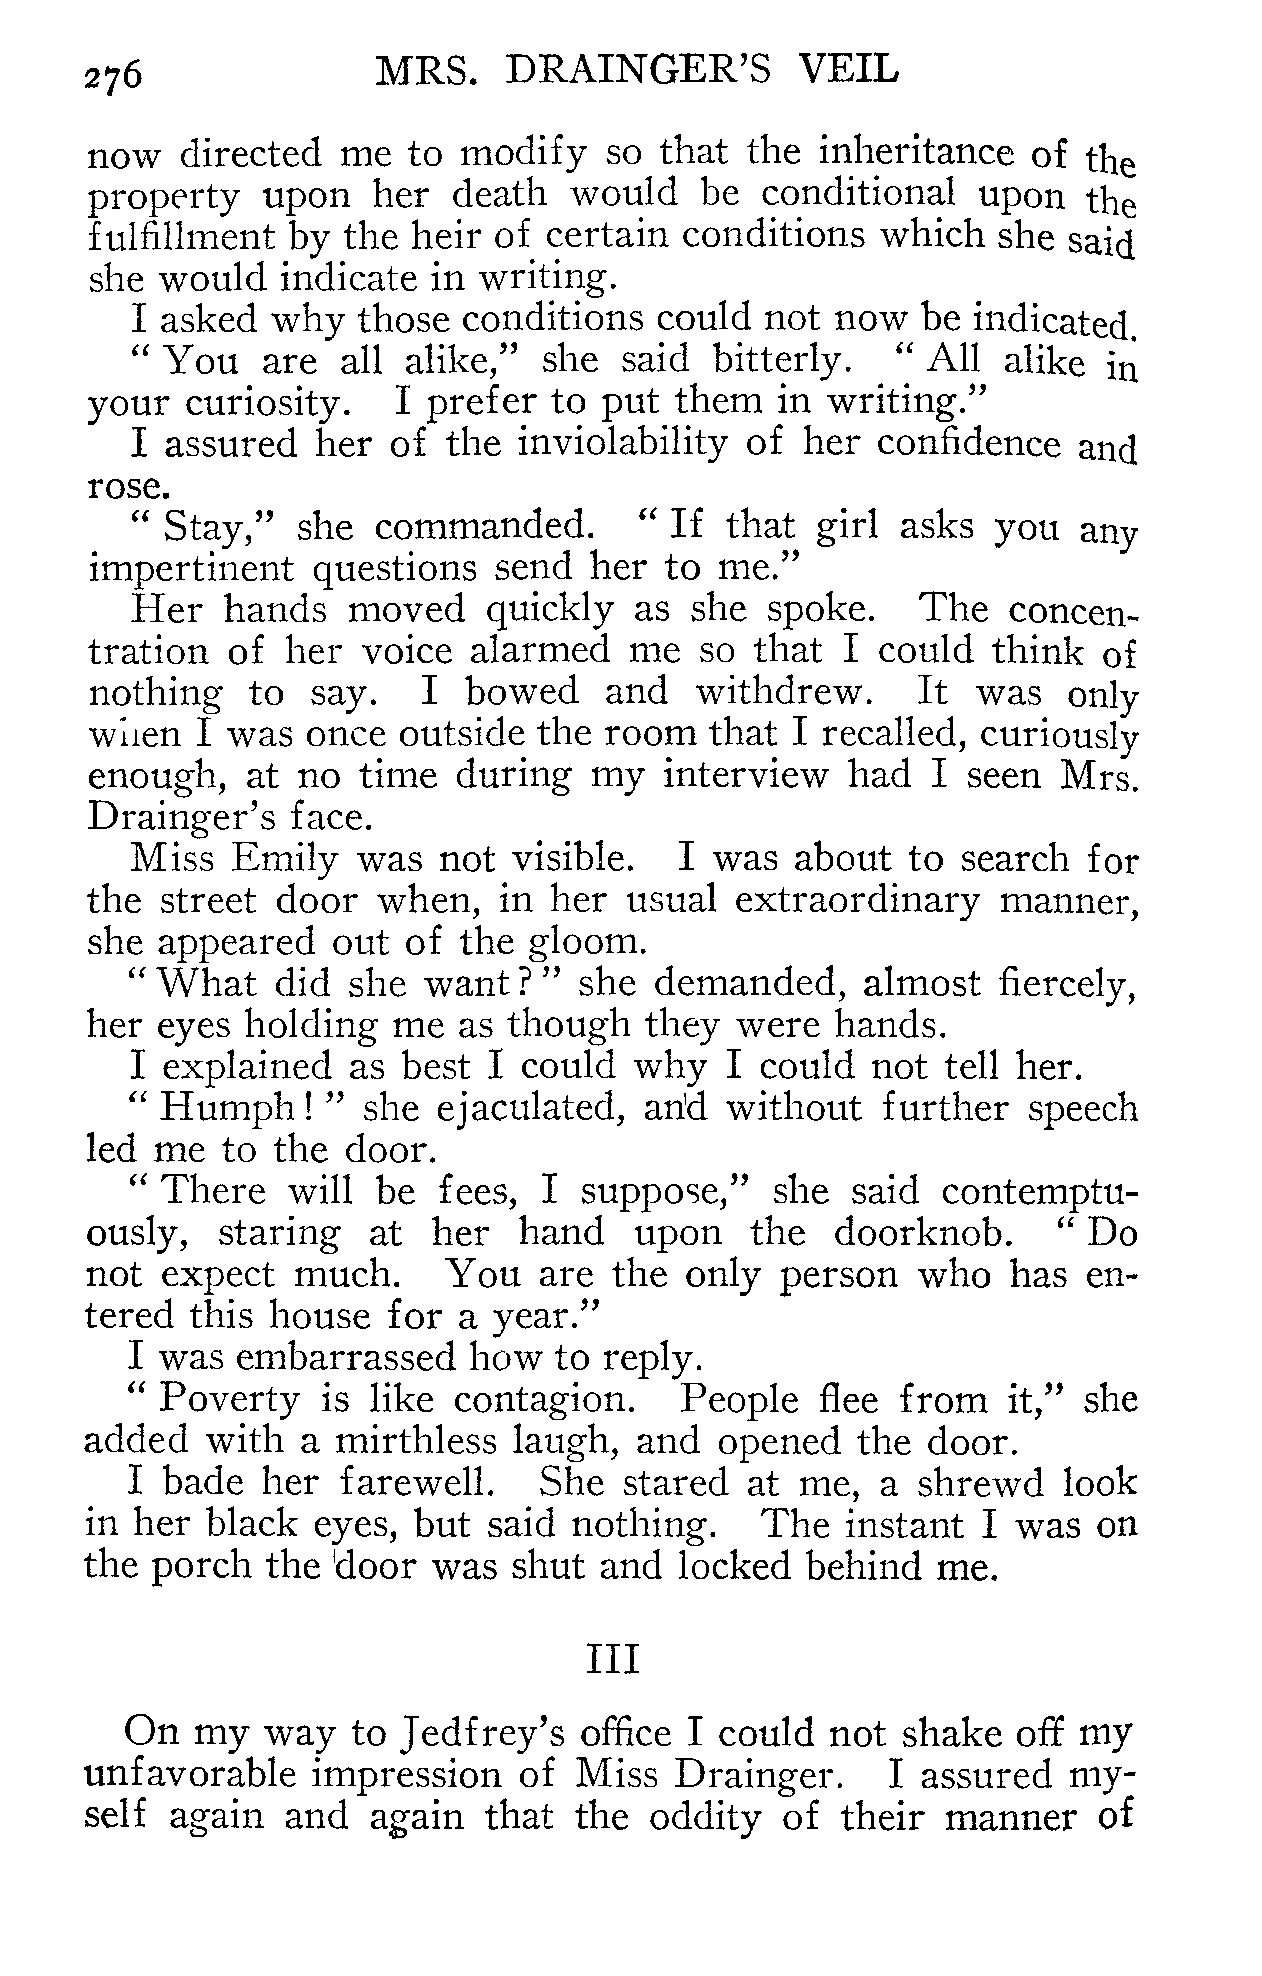 276 MRS. DRAINGER'S VEIL
now directed me to modify so that the inheritance of the
property upon her death would be conditional upon the
fulfillment by the heir of certain conditions which she said
she would indicate in writing.
I asked why those conditions could not now be indicated.
" You are all alike," she said bitterly. " All alike in
your curiosity. I prefer to put them in writing."
I assured her of the inviolability of her confidence and
rose.
" Stay," she commanded. " If that girl asks you any
impertinent questions send her to me."
Her hands moved quickly as she spoke. The concen-
tration of her voice alarmed me so that I could think of
nothing to say. I bowed and withdrew. It was only
when I was once outside the room that I recalled, curiously
enough, at no time during my interview had I seen Mrs.
Drainger's face.
Miss Emily was not visible. I was about to search for
the street door when, in her usual extraordinary manner,
she appeared out of the gloom.
" What did she want? " she demanded, almost fiercely,
her eyes holding me as though they were hands.
I explained as best I could why I could not tell her.
" Humph! " she ejaculated, and without further speech
led me to the door.
" There will be fees, I suppose," she said contemptu-
ously, staring at her hand upon the doorknob. " Do
not expect much. You are the only person who has en-
tered this house for a year."
I was embarrassed how to reply.
" Poverty is like contagion. People flee from it," she
added with a mirthless laugh, and opened the door.
I bade her farewell. She stared at me, a shrewd look
in her black eyes, but said nothing. The instant I was on
the porch the door was shut and locked behind me.
III
On my way to Jedfrey's office I could not shake off my
unfavorable impression of Miss Drainger. I assured my-
self again and again that the oddity of their manner of